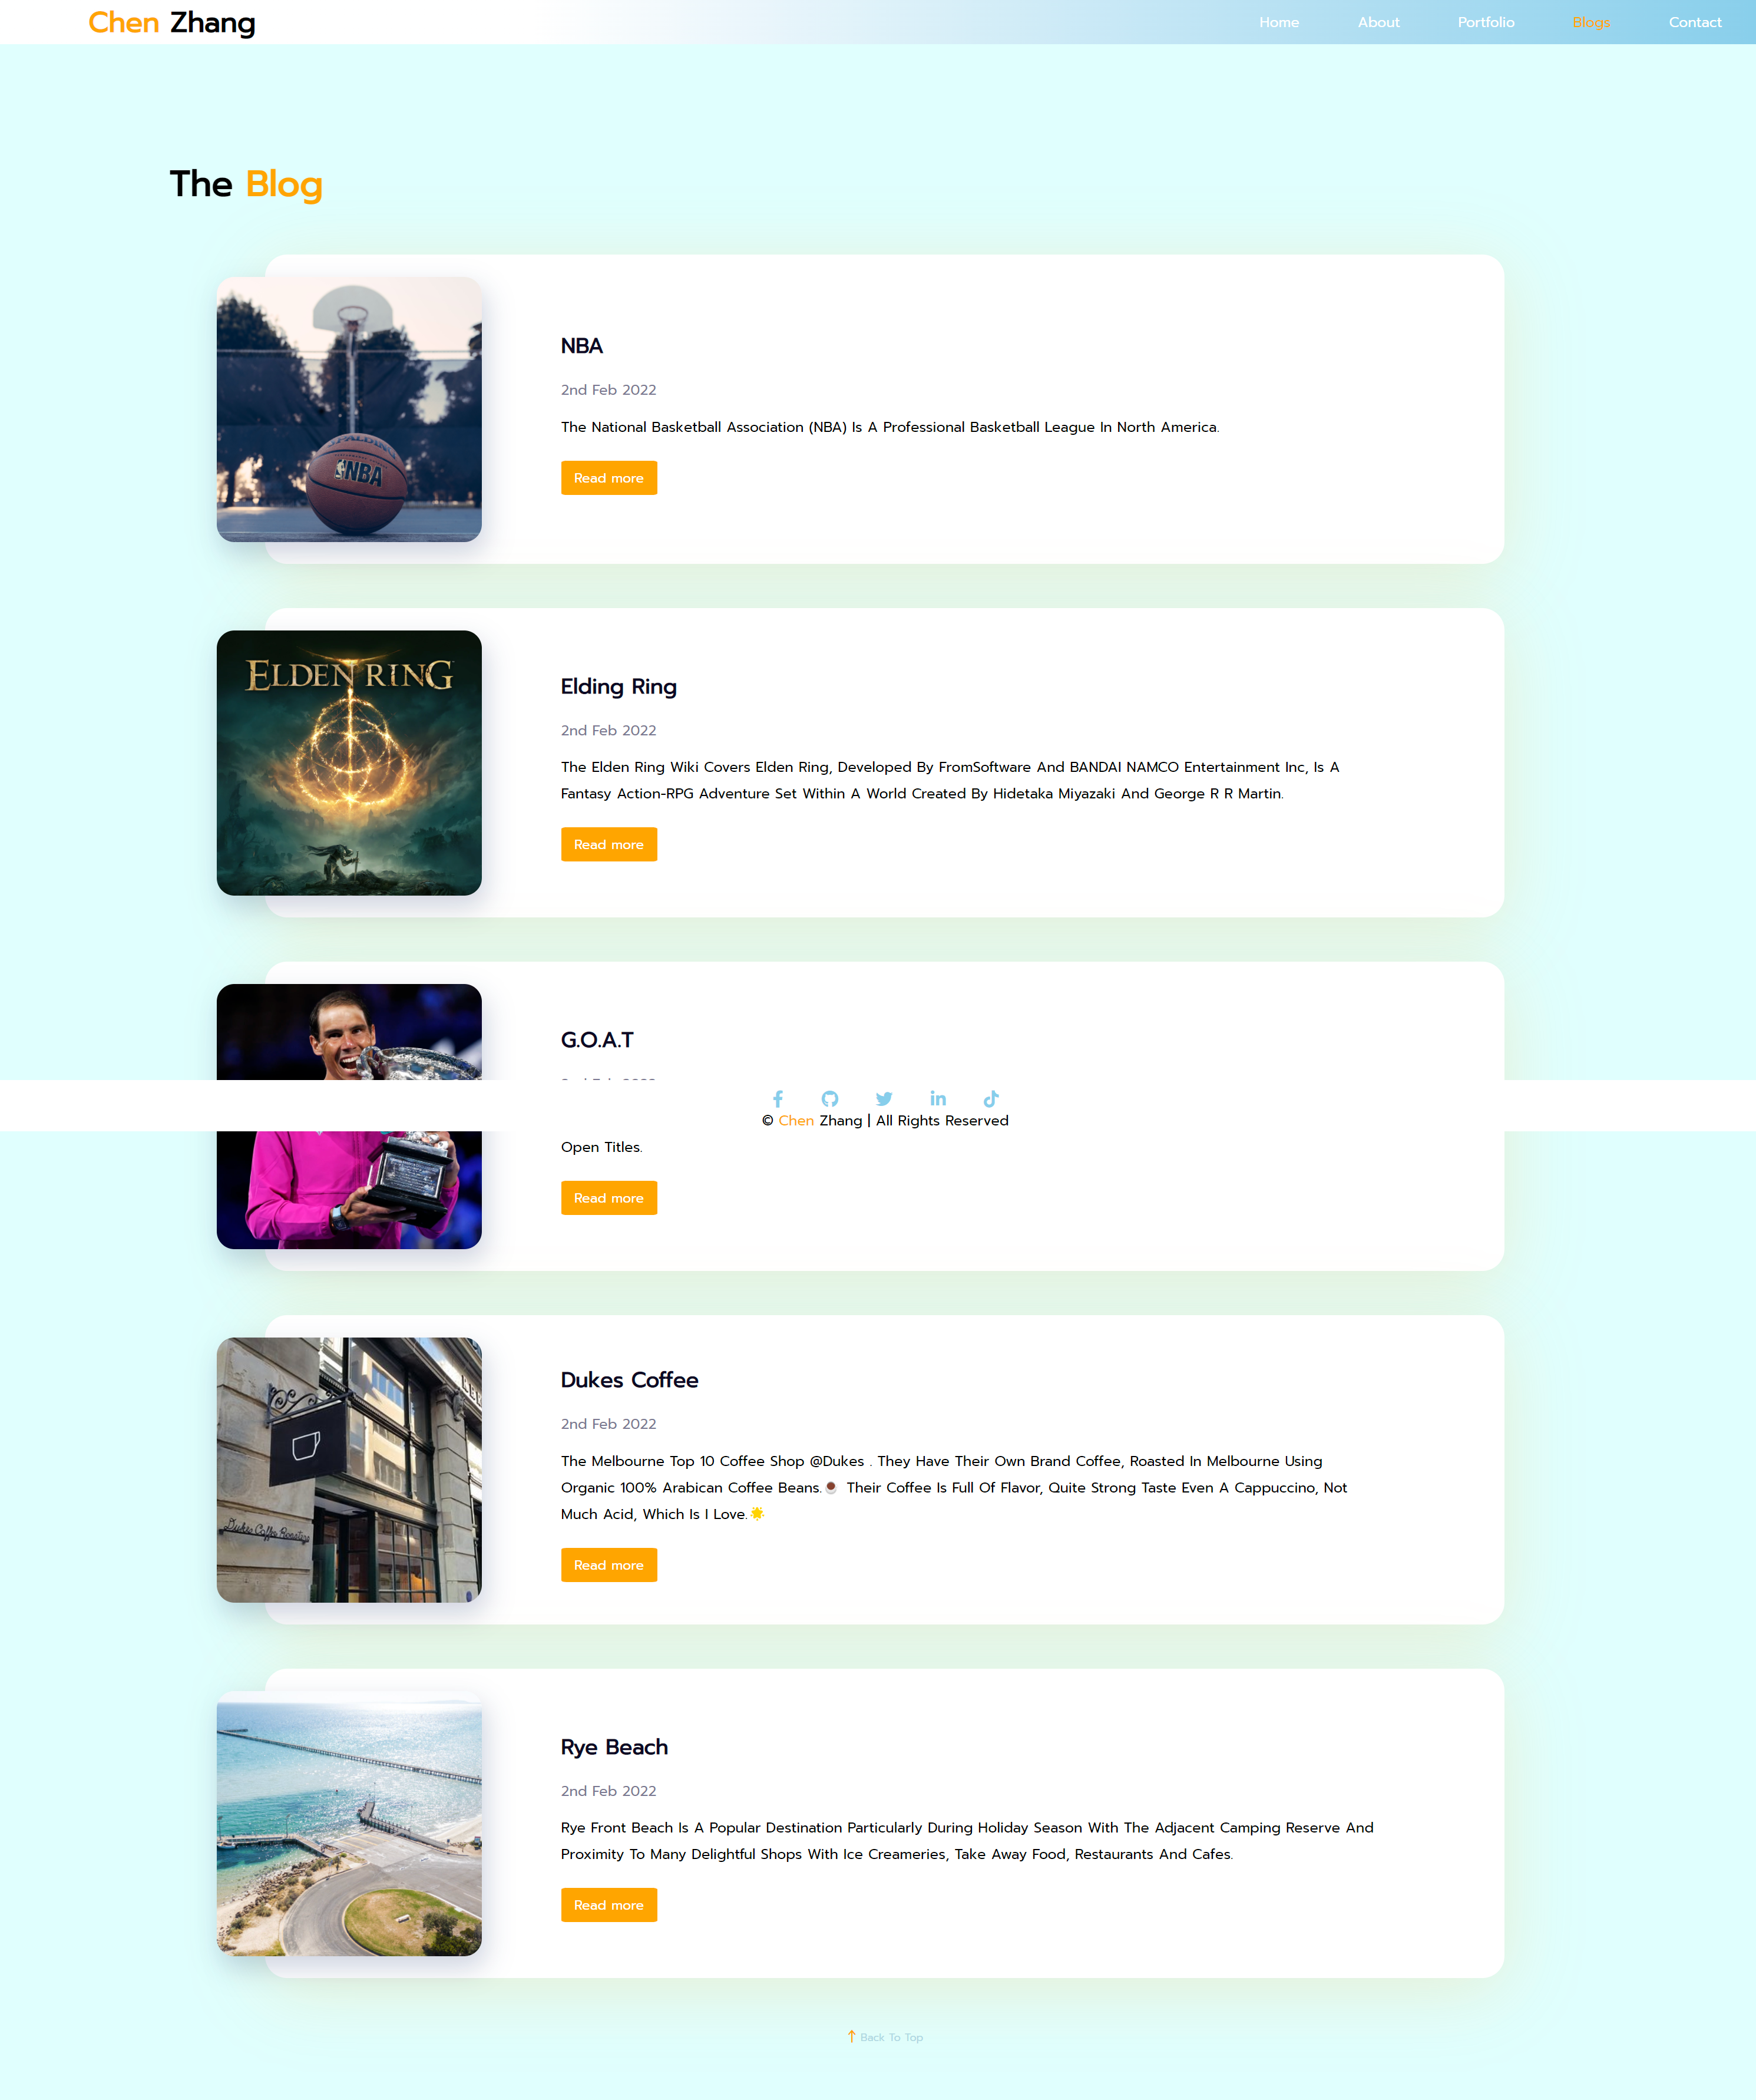 Chen Zhang
Home About Portfolio Blogs Contact
The Blog
SPALDING
NBA
NBA
2nd Feb 2022
The National Basketball Association (NBA) Is A Professional Basketball League In North America.
Read more
ELDEN RING
Elding Ring
2nd Feb 2022
The Elden Ring Wiki Covers Elden Ring, Developed By FromSoftware And BANDAI NAMCO Entertainment Inc, Is A
Fantasy Action-RPG Adventure Set Within A World Created By Hidetaka Miyazaki And George R R Martin.
Read more
G.O.A.T
© Chen Zhang | All Rights Reserved
Open Titles.
Read more
Dukes Coffee Roasters
Dukes Coffee
2nd Feb 2022
The Melbourne Top 10 Coffee Shop @Dukes . They Have Their Own Brand Coffee, Roasted In Melbourne Using
Organic 100% Arabican Coffee Beans. Their Coffee Is Full Of Flavor, Quite Strong Taste Even A Cappuccino, Not
Much Acid, Which Is I Love.🌟
Read more
Rye Beach
2nd Feb 2022
Rye Front Beach Is A Popular Destination Particularly During Holiday Season With The Adjacent Camping Reserve And
Proximity To Many Delightful Shops With Ice Creameries, Take Away Food, Restaurants And Cafes.
Read more
↑ Back To Top